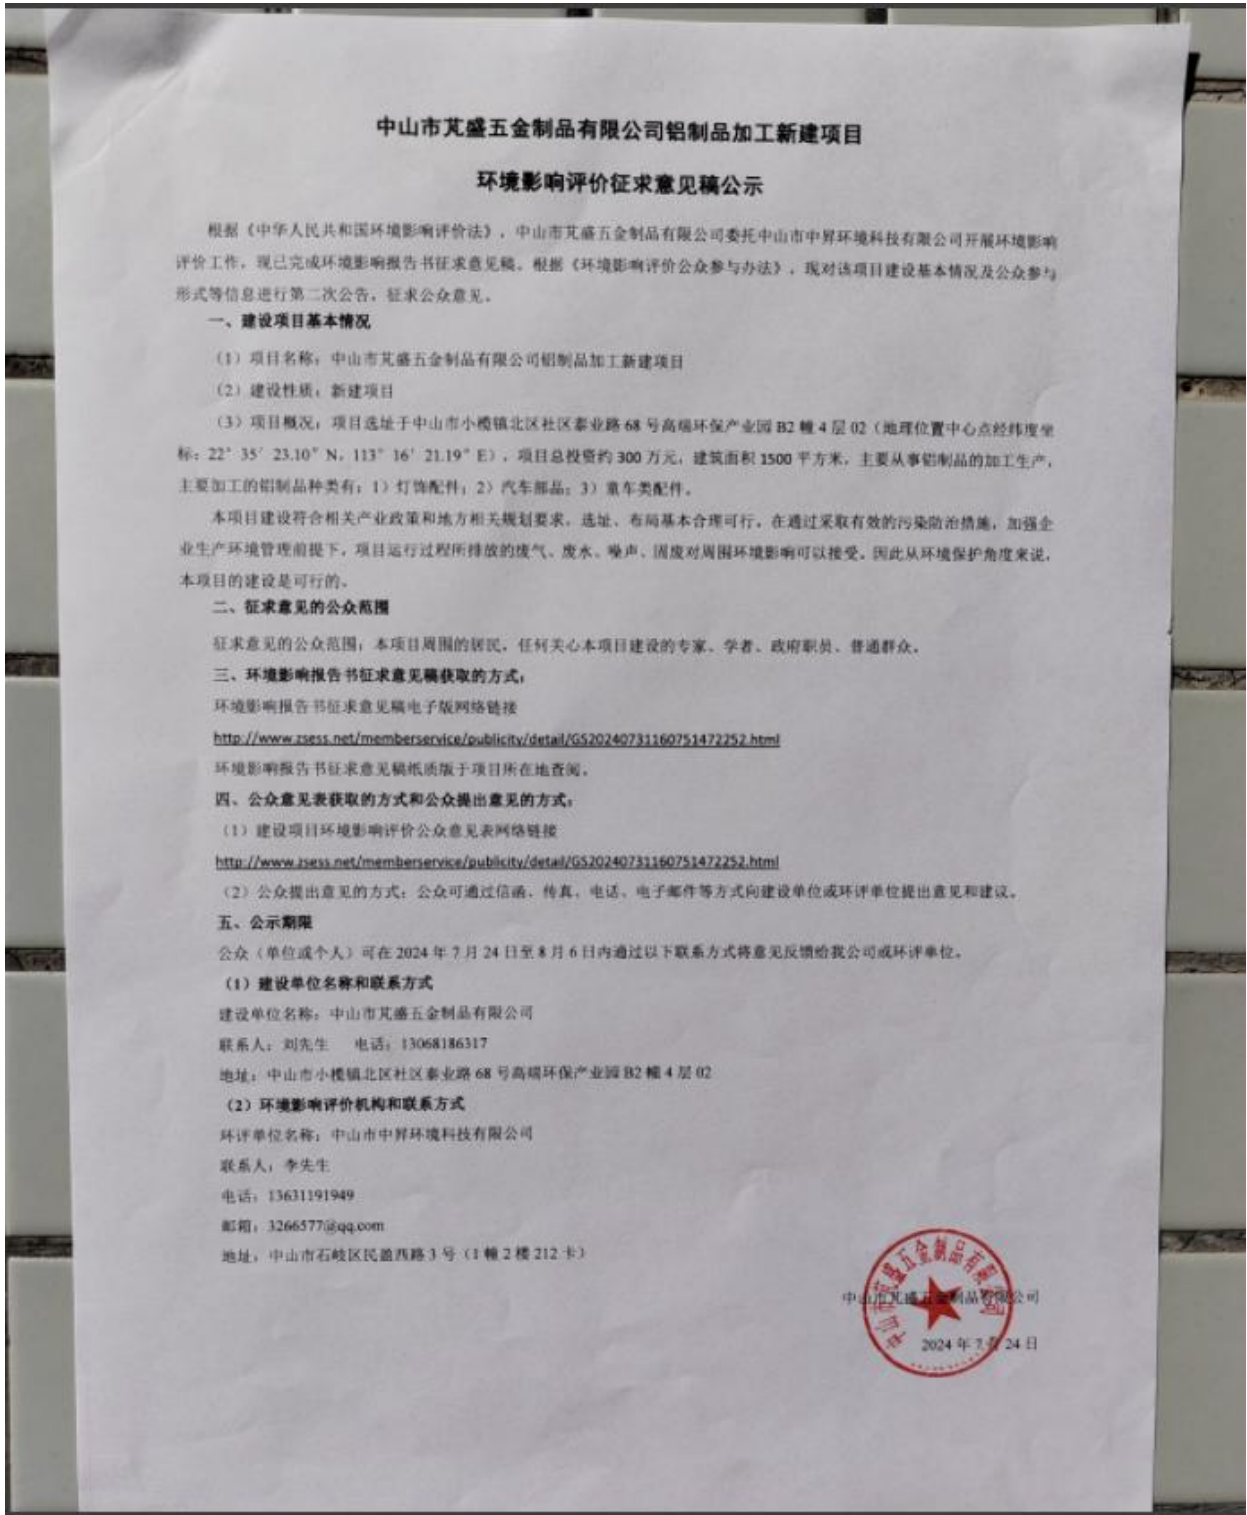 中山市芃盛五金制品有限公司铝制品加工新建项目
环境影响评价征求意见稿公示
根据《中华人民共和国环境影响评价法》，中山市芃盛五金制品有限公司委托中山市中昇环境科技有限公司开展环境影响
评价工作，现已完成环境影响报告书征求意见稿。根据《环境影响评价公众参与办法》，现对该项目建设基本情况及公众参与
形式等信息进行第二次公告，征求公众意见。
一、建设项目基本情况
（1）项目名称：中山市芃盛五金制品有限公司铝制品加工新建项目
（2）建设性质：新建项目
（3）项目概况：项目选址于中山市小榄镇北区社区泰业路 68 号高端环保产业园 B2 幢 4 层 02（地理位置中心点经纬度坐
标：22° 35′ 23.10″ N，113° 16′ 21.19″ E），项目总投资约 300 万元，建筑面积 1500 平方米，主要从事铝制品的加工生产，
主要加工的铝制品种类有：1）灯饰配件；2）汽车部品；3）童车类配件。
本项目建设符合相关产业政策和地方相关规划要求，选址、布局基本合理可行，在通过采取有效的污染防治措施，加强企
业生产环境管理前提下，项目运行过程所排放的废气、废水、噪声、固废对周围环境影响可以接受，因此从环境保护角度来说，
本项目的建设是可行的。
二、征求意见的公众范围
征求意见的公众范围：本项目周围的居民，任何关心本项目建设的专家、学者、政府职员、普通群众。
三、环境影响报告书征求意见稿获取的方式：
环境影响报告书征求意见稿电子版网络链接
http://www.zsess.net/memberservice/publicity/detail/GS20240731160751472252.html
环境影响报告书征求意见稿纸质版于项目所在地查阅。
四、公众意见表获取的方式和公众提出意见的方式：
（1）建设项目环境影响评价公众意见表网络链接
http://www.zsess.net/memberservice/publicity/detail/GS20240731160751472252.html
（2）公众提出意见的方式：公众可通过信函、传真、电话、电子邮件等方式向建设单位或环评单位提出意见和建议。
五、公示期限
公众（单位或个人）可在 2024 年 7 月 24 日至 8 月 6 日内通过以下联系方式将意见反馈给我公司或环评单位。
（1）建设单位名称和联系方式
建设单位名称：中山市芃盛五金制品有限公司
联系人：刘先生 电话：13068186317
地址：中山市小榄镇北区社区泰业路 68 号高端环保产业园 B2 幢 4 层 02
（2）环境影响评价机构和联系方式
环评单位名称：中山市中昇环境科技有限公司
联系人：李先生
电话：13631191949
邮箱：3266577@qq.com
地址：中山市石岐区民盈西路 3 号（1 幢 2 楼 212 卡）
中山市芃盛五金制品有限公司
中山市芃盛五金制品有限公司
2024 年 7 月 24 日